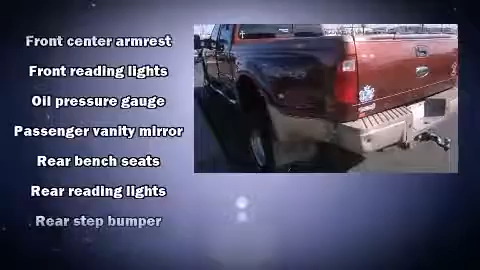 Front center armrest
Front reading lights
Oil pressure gauge
Passenger vanity mirror
Rear bench seats
Rear reading lights
Rear step bumper